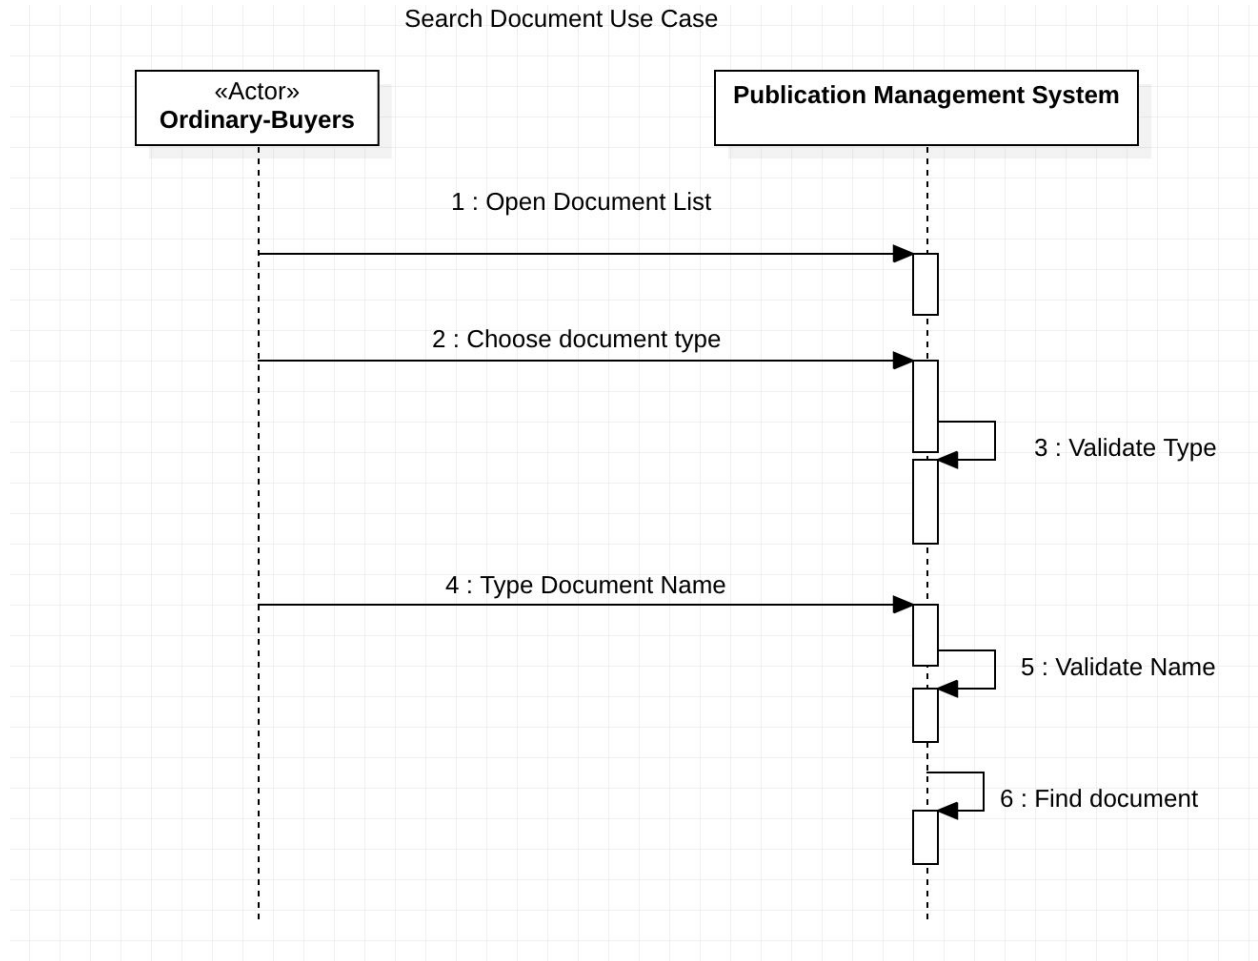 Search Document Use Case
«Actor»
Ordinary-Buyers
Publication Management System
1 : Open Document List
2 : Choose document type
3 : Validate Type
4 : Type Document Name
5 : Validate Name
6 : Find document